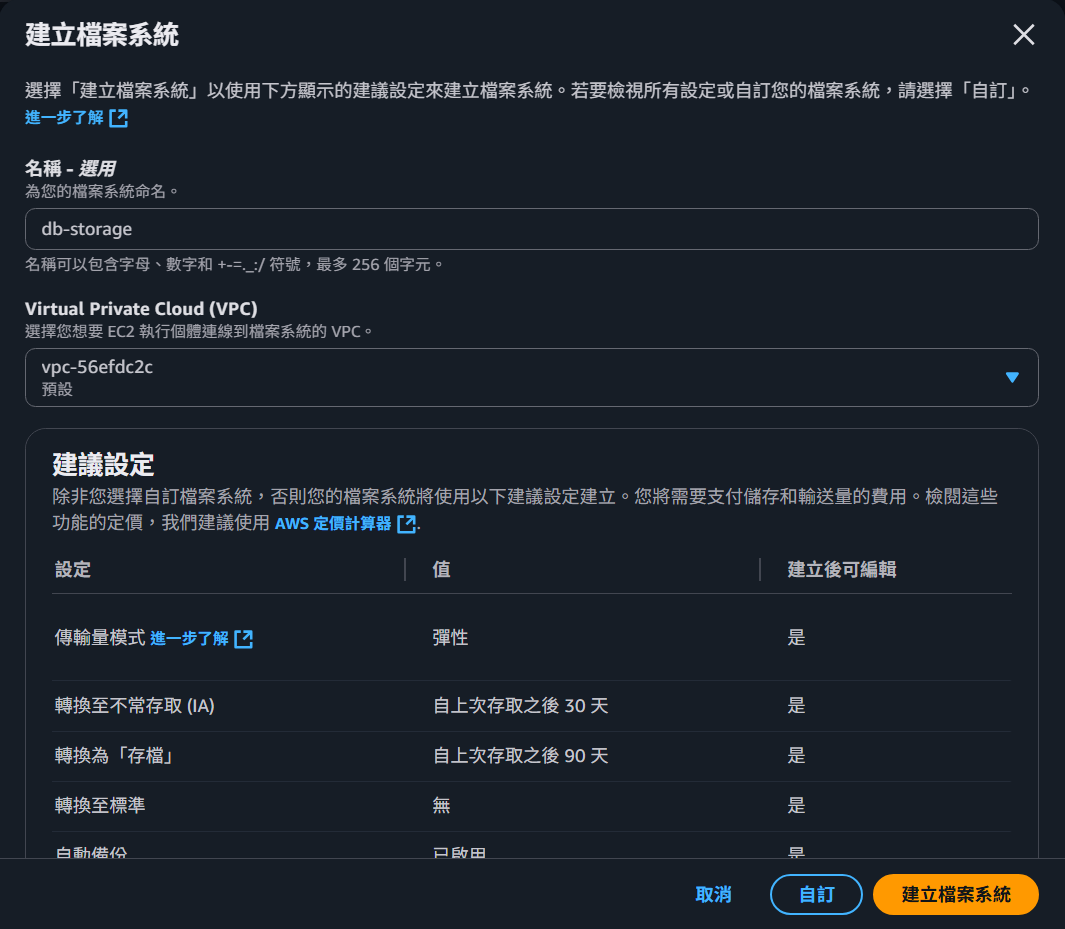 建立檔案系統
選擇「建立檔案系統」以使用下方顯示的建議設定來建立檔案系統。若要檢視所有設定或自訂您的檔案系統，請選擇「自訂」。
進一步了解
名稱 - 選用
為您的檔案系統命名。
db-storage
名稱可以包含字母、數字和 +-=._:/ 符號，最多 256 個字元。
Virtual Private Cloud (VPC)
選擇您想要 EC2 執行個體連線到檔案系統的 VPC。
vpc-56efdc2c
預設
建議設定
除非您選擇自訂檔案系統，否則您的檔案系統將使用以下建議設定建立。您將需要支付儲存和輸送量的費用。檢閱這些
功能的定價，我們建議使用 AWS 定價計算器.
設定 值 建立後可編輯
傳輸量模式 進一步了解 彈性 是
轉換至不常存取 (IA) 自上次存取之後 30 天 是
轉換為「存檔」 自上次存取之後 90 天 是
轉換至標準 無 是
自動備份 已啟用 是
取消 自訂 建立檔案系統